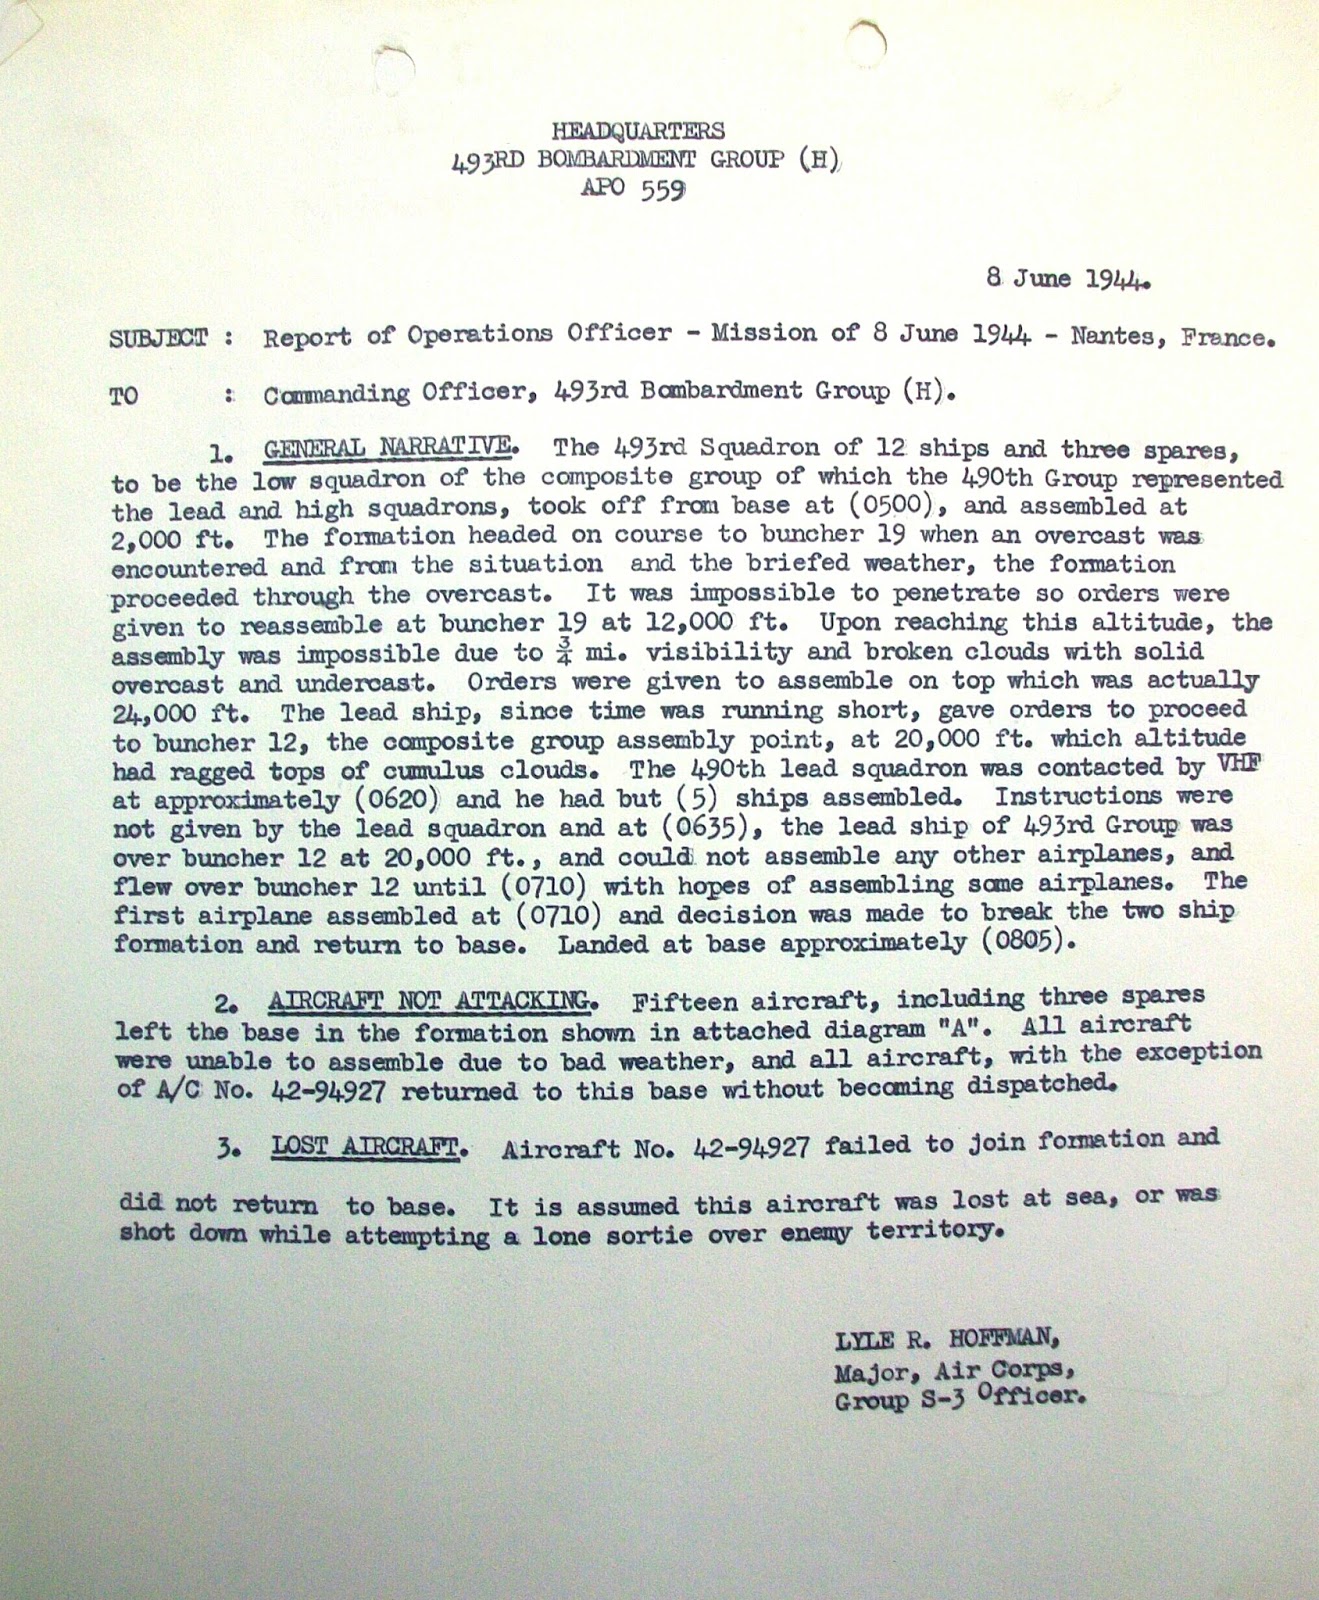 HEADQUARTERS
493RD BOMBARDMENT GROUP (H)
APO 559
8 June 1944.
SUBJECT : Report of Operations Officer - Mission of 8 June 1944 - Nantes, France.
TO : Commanding Officer, 493rd Bombardment Group (H).
1. GENERAL NARRATIVE. The 493rd Squadron of 12 ships and three spares,
to be the low squadron of the composite group of which the 490th Group represented
the lead and high squadrons, took off from base at (0500), and assembled at
2,000 ft. The formation headed on course to buncher 19 when an overcast was
encountered and from the situation and the briefed weather, the formation
proceeded through the overcast. It was impossible to penetrate so orders were
given to reassemble at buncher 19 at 12,000 ft. Upon reaching this altitude, the
assembly was impossible due to ¾ mi. visibility and broken clouds with solid
overcast and undercast. Orders were given to assemble on top which was actually
24,000 ft. The lead ship, since time was running short, gave orders to proceed
to buncher 12, the composite group assembly point, at 20,000 ft. which altitude
had ragged tops of cumulus clouds. The 490th lead squadron was contacted by VHF
at approximately (0620) and he had but (5) ships assembled. Instructions were
not given by the lead squadron and at (0635), the lead ship of 493rd Group was
over buncher 12 at 20,000 ft., and could not assemble any other airplanes, and
flew over buncher 12 until (0710) with hopes of assembling some airplanes. The
first airplane assembled at (0710) and decision was made to break the two ship
formation and return to base. Landed at base approximately (0805).
2. AIRCRAFT NOT ATTACKING. Fifteen aircraft, including three spares
left the base in the formation shown in attached diagram "A". All aircraft
were unable to assemble due to bad weather, and all aircraft, with the exception
of A/C No. 42-94927 returned to this base without becoming dispatched.
3. LOST AIRCRAFT. Aircraft No. 42-94927 failed to join formation and
did not return to base. It is assumed this aircraft was lost at sea, or was
shot down while attempting a lone sortie over enemy territory.
LYLE R. HOFFMAN,
Major, Air Corps,
Group S-3 Officer.